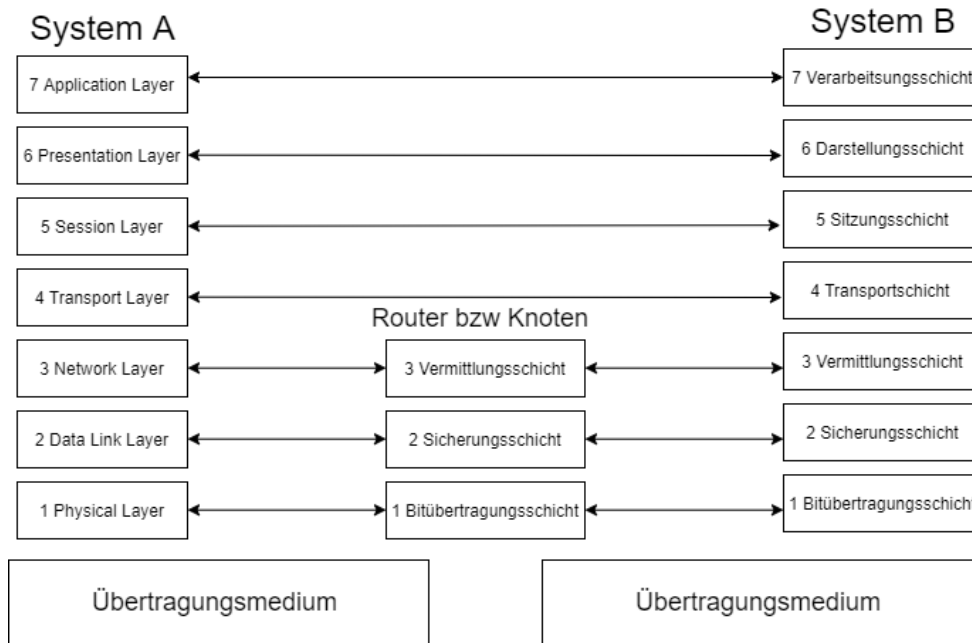 System A
System B
7 Application Layer
7 Verarbeitsungsschicht
6 Presentation Layer
6 Darstellungsschicht
5 Session Layer
5 Sitzungsschicht
4 Transport Layer
4 Transportschicht
Router bzw Knoten
3 Network Layer
3 Vermittlungsschicht
3 Vermittlungsschicht
2 Data Link Layer
2 Sicherungsschicht
2 Sicherungsschicht
1 Physical Layer
1 Bitübertragungsschicht
1 Bitübertragungsschicht
Übertragungsmedium
Übertragungsmedium